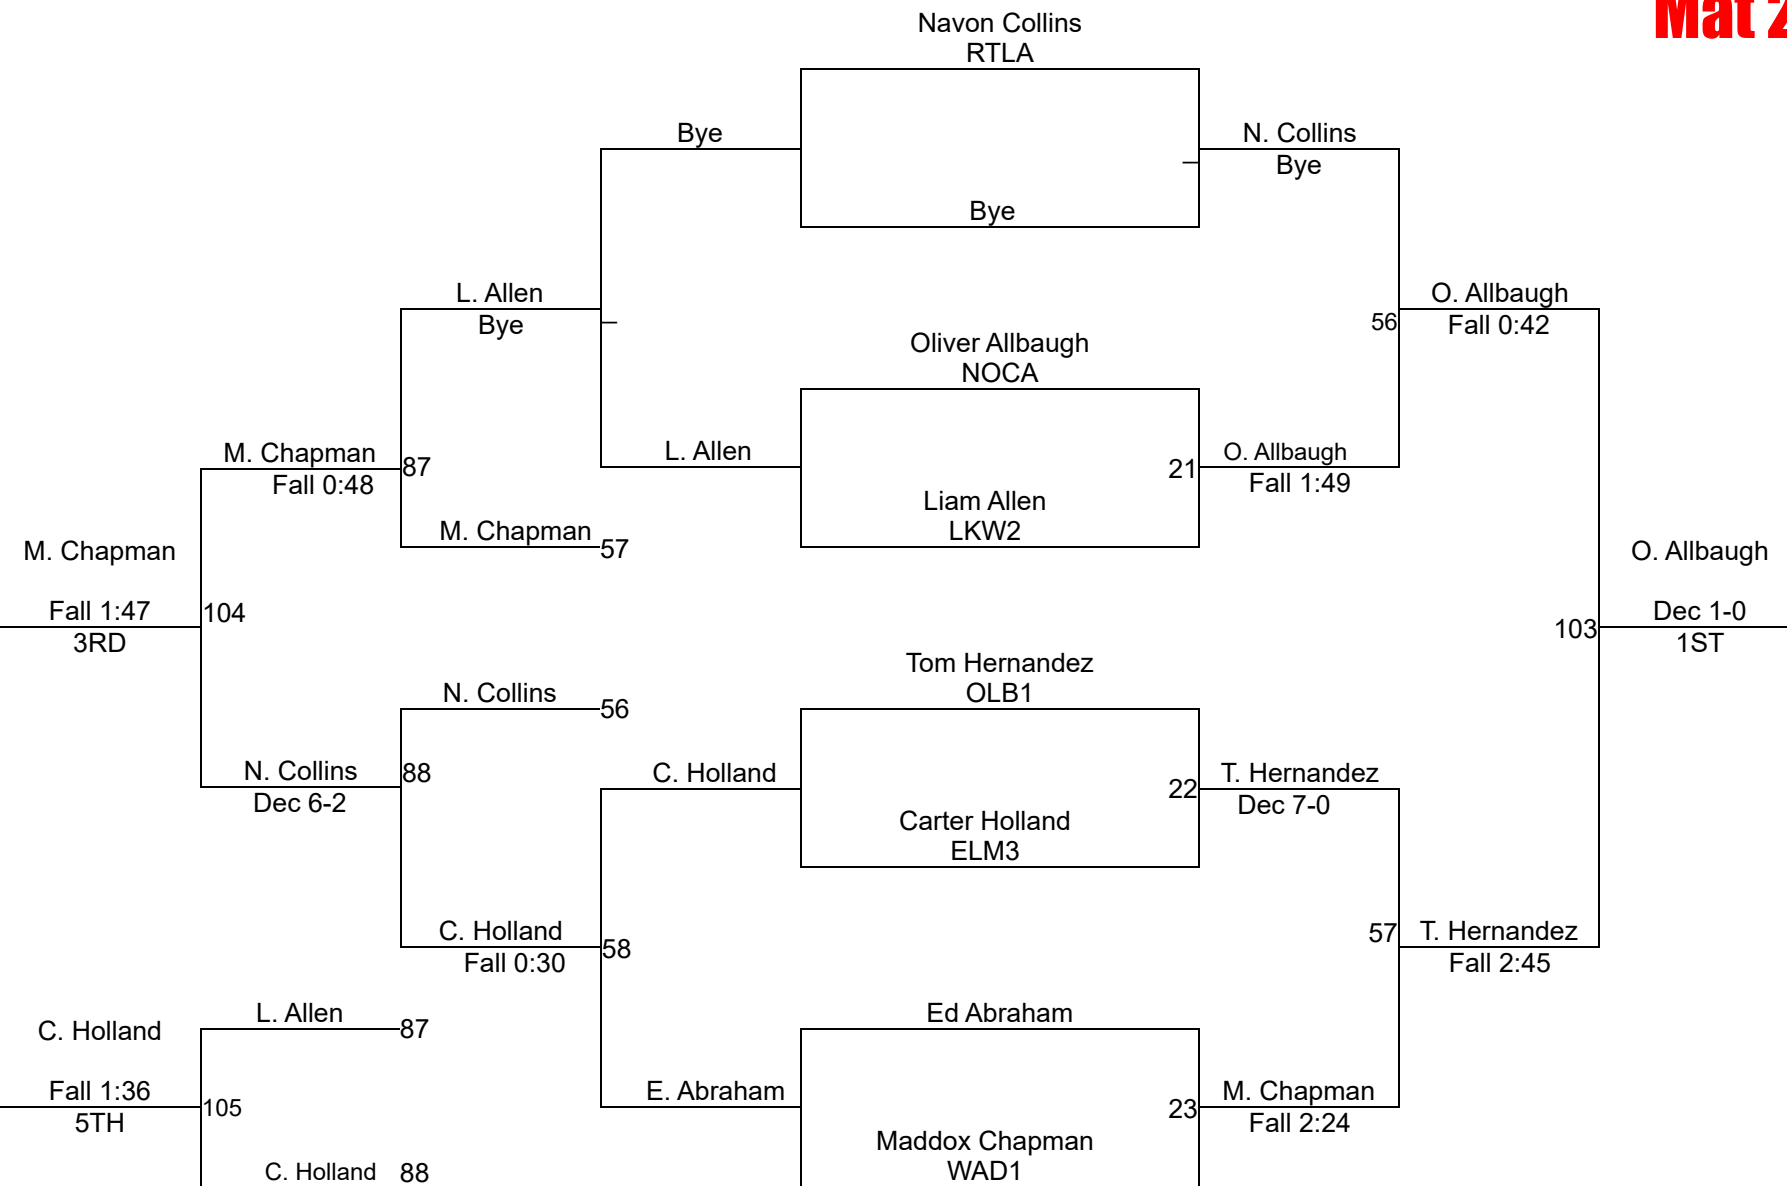 Mat 2
Navon Collins
RTLA
Bye
N. Collins
Bye
Bye
L. Allen
Bye
O. Allbaugh
56
Fall 0:42
Oliver Allbaugh
NOCA
M. Chapman
87
Fall 0:48
L. Allen
21
O. Allbaugh
Fall 1:49
Liam Allen
LKW2
M. Chapman
57
M. Chapman
O. Allbaugh
Fall 1:47
104
3RD
103
Dec 1-0
1ST
Tom Hernandez
OLB1
N. Collins
56
N. Collins
88
Dec 6-2
C. Holland
22
T. Hernandez
Dec 7-0
Carter Holland
ELM3
C. Holland
58
Fall 0:30
57
T. Hernandez
Fall 2:45
L. Allen
87
Ed Abraham
C. Holland
Fall 1:36
105
5TH
E. Abraham
23
M. Chapman
Fall 2:24
Maddox Chapman
WAD1
C. Holland
88